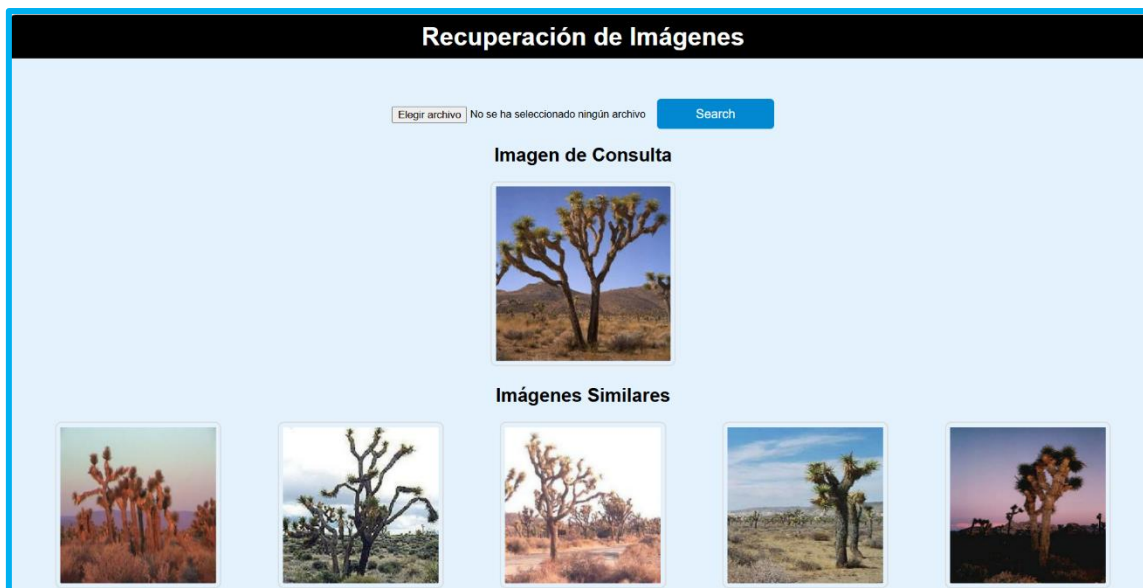 Recuperación de Imágenes
Elegir archivo No se ha seleccionado ningún archivo Search
Imagen de Consulta
Imágenes Similares